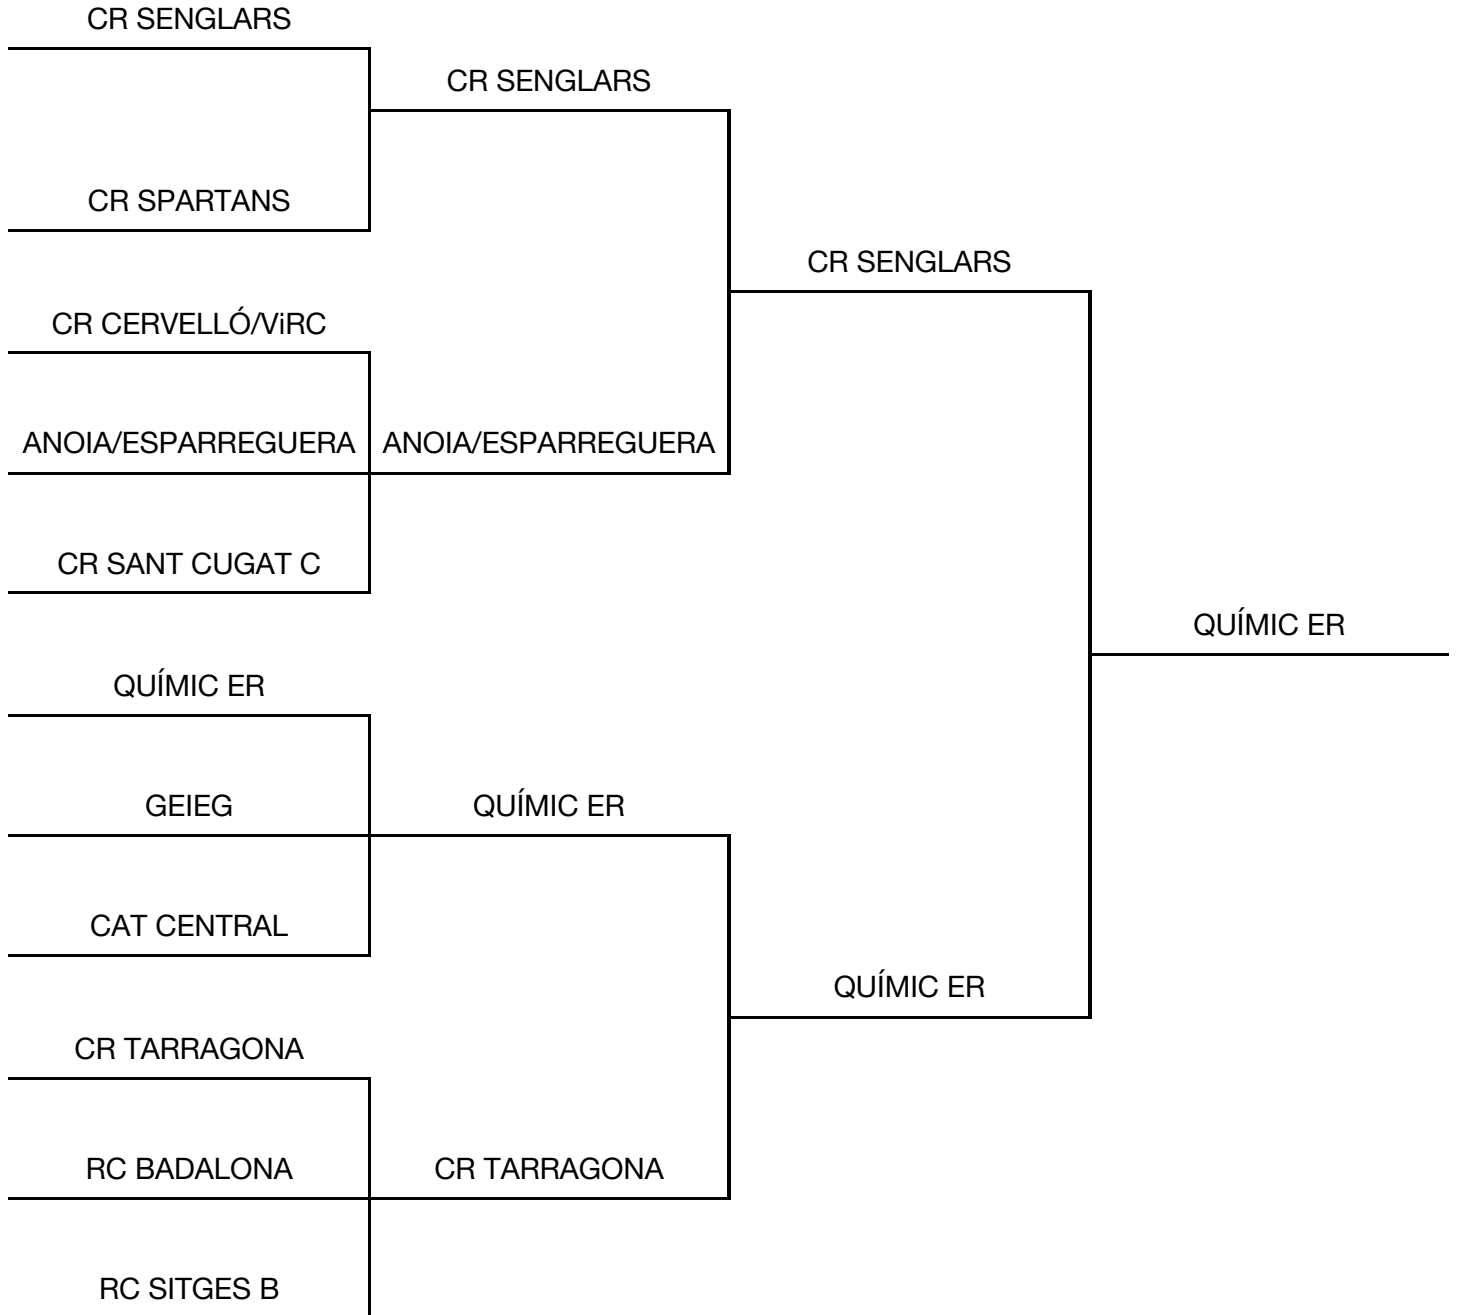 CR SENGLARS
CR SENGLARS
CR SPARTANS
CR SENGLARS
CR CERVELLÓ/ViRC
ANOIA/ESPARREGUERA
ANOIA/ESPARREGUERA
CR SANT CUGAT C
QUÍMIC ER
QUÍMIC ER
GEIEG
QUÍMIC ER
CAT CENTRAL
QUÍMIC ER
CR TARRAGONA
RC BADALONA
CR TARRAGONA
RC SITGES B